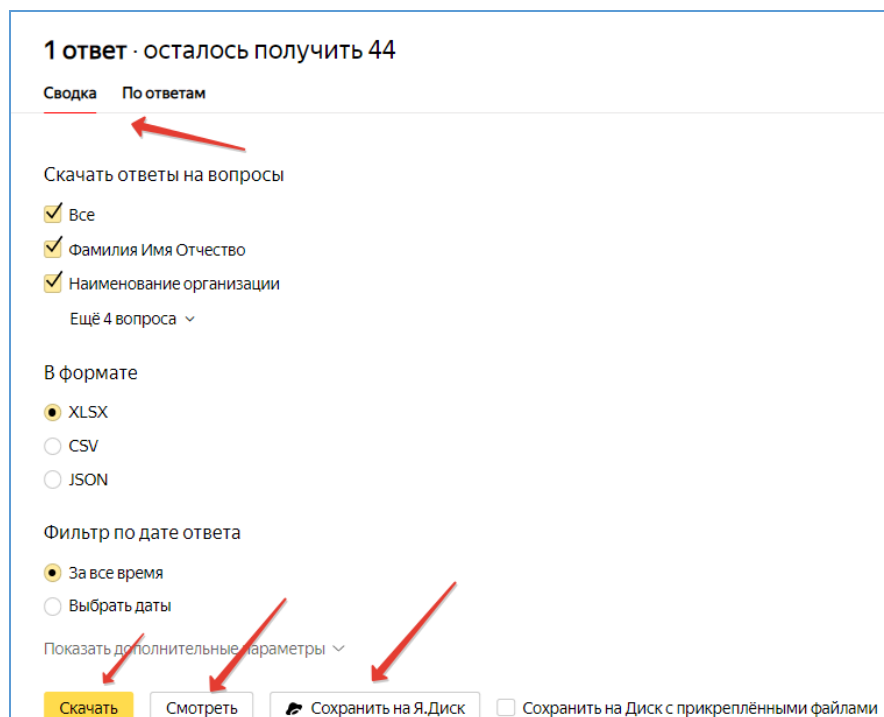 1 ответ · осталось получить 44
Сводка По ответам
Скачать ответы на вопросы
Все
Фамилия Имя Отчество
Наименование организации
Ещё 4 вопроса
В формате
XLSX
CSV
JSON
Фильтр по дате ответа
За все время
Выбрать даты
Показать дополнительные параметры
Скачать Смотреть Сохранить на Я.Диск Сохранить на Диск с прикреплёнными файлами